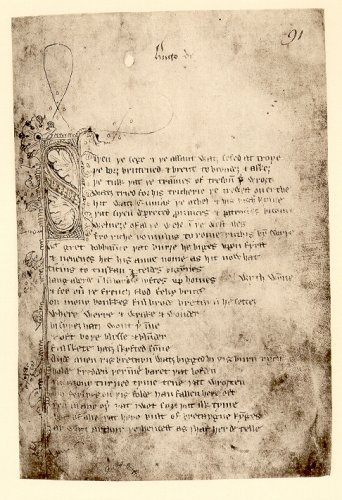 91
Hugo de
Siþen þe sege & þe assaut watz sesed at troye
þe borȝ brittened & brent to brondeȝ & askez
þe tulk þat þe trammes of tresoun þer wroȝt
watz tried for his tricherie þe trewest on erthe
hit watz ennias þe athel & his highe kynde
þat siþen depreced prouinces & patrounes bicome
welneȝe of al þe wele in þe west iles
fro riche romulus to rome ricchis hym swyþe
gret bobbaunce þat burȝe he biges vpon fyrst
& neuenes hit his aune nome as hit now hat
ticius to tuskan & teldes bigynnes
langaberde in lumbardie lyftes vp homes
& fer ouer þe french flod felix brutus wyth wynne
on mony bonkkes ful brode bretayn he settez
where werre & wrake & wonder
bi syþez hatz wont þerinne
& oft boþe blysse & blunder
ful skete hatz skyfted synne
Ande quen þis bretayn watz bigged bi þis burn rych
bolde bredden þerinne baret þat lofden
in mony turned tyme tene þat wroȝten
mo ferlyes on þis folde han fallen here oft
þen in any oþer þat I wot syn þat ilk tyme
bot of alle þat here bult of bretaygne kynges
ay watz arthur þe hendest as I haf herde telle